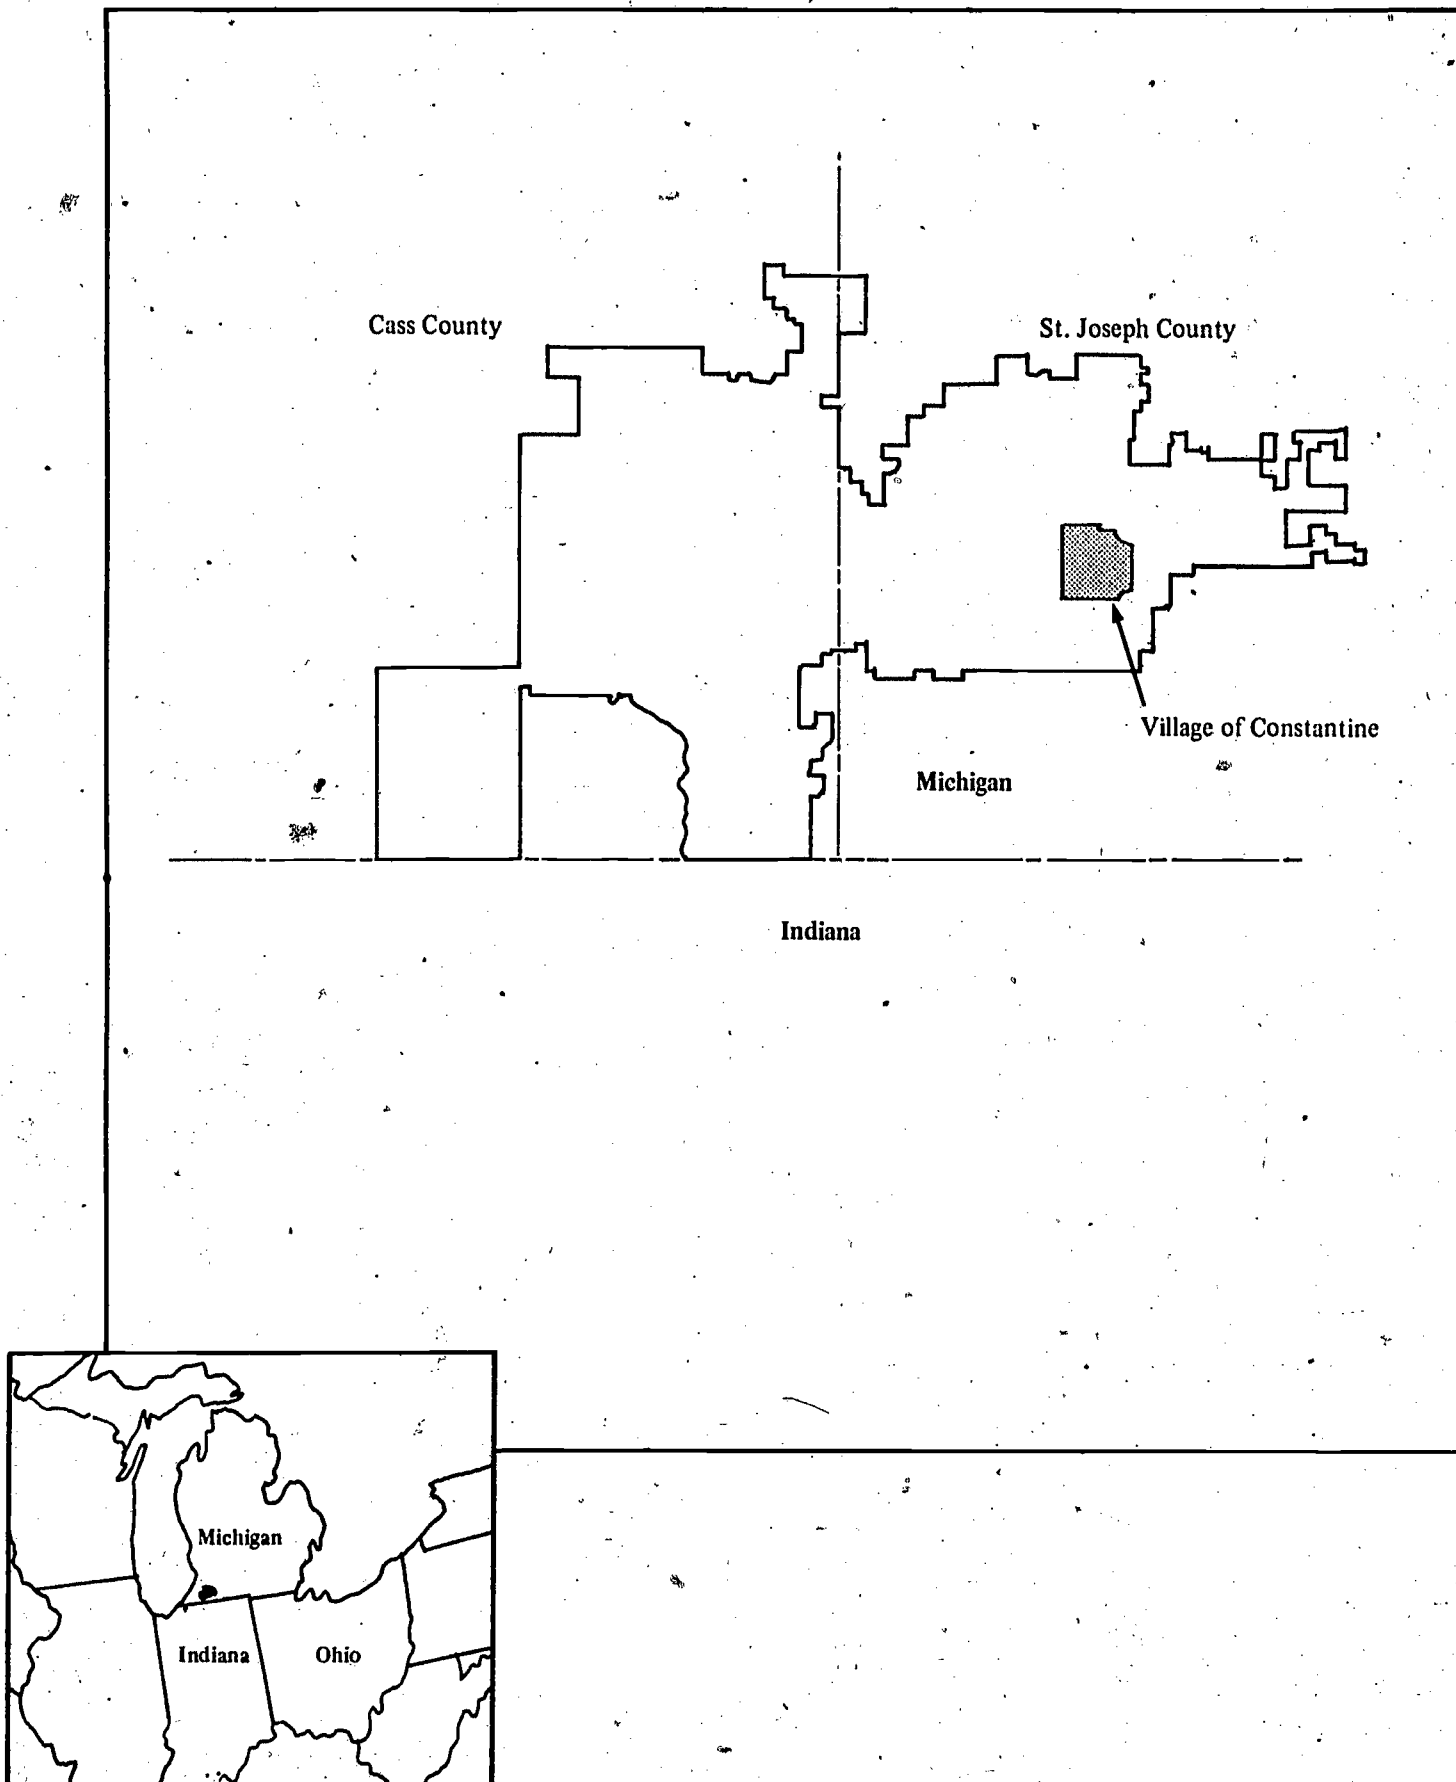 Cass County
St. Joseph County
Village of Constantine
Michigan
Indiana
Michigan
Indiana
Ohio